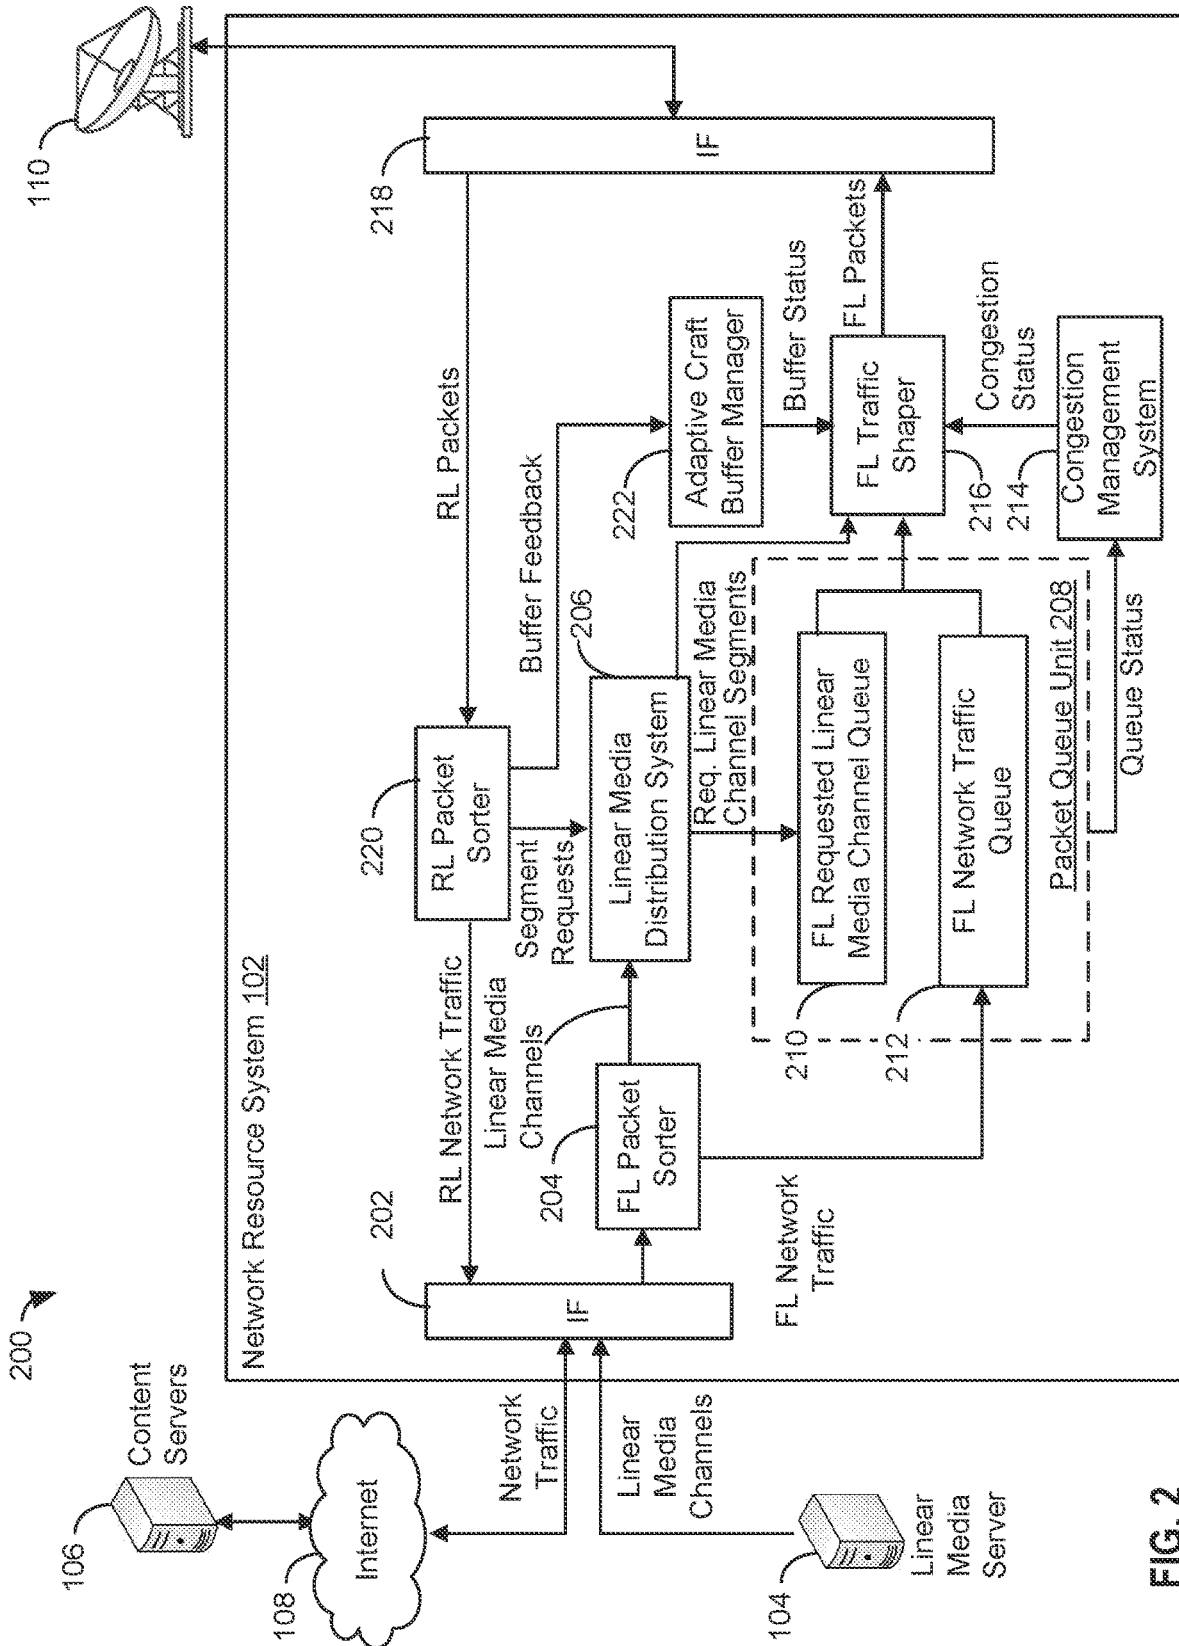 200
106
Content
Servers
108
Internet
Network
Traffic
Linear
Media
Channels
104
Linear
Media
Server
Network Resource System 102
202
IF
RL Network Traffic
Linear Media
Channels
204
FL Packet
Sorter
FL Network
Traffic
220
RL Packet
Sorter
Segment
Requests
206
Linear Media
Distribution System
Req. Linear Media
Channel Segments
210
FL Requested Linear
Media Channel Queue
212
FL Network Traffic
Queue
Packet Queue Unit 208
Queue Status
RL Packets
Buffer Feedback
222
Adaptive Craft
Buffer Manager
Buffer Status
FL Traffic
Shaper
216
214
Congestion
Status
Congestion
Management
System
FL Packets
218
IF
110
FIG. 2